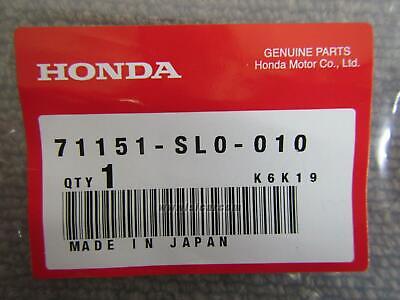 GENUINE PARTS
HONDA
Honda Motor Co., Ltd.
71151-SL0-010
QTY 1 K6K19
MADE IN JAPAN